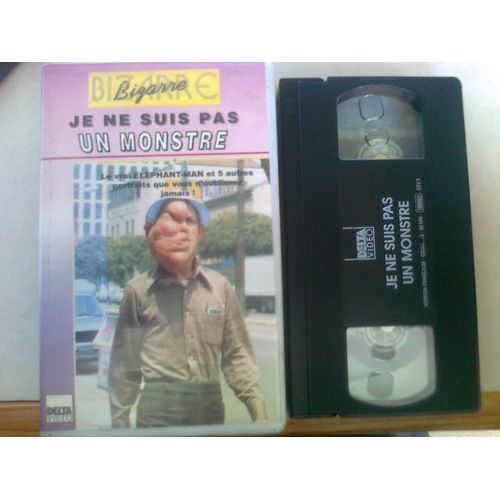 BIZARRE
Bizarre
JE NE SUIS PAS
UN MONSTRE
Le vrai ELEPHANT-MAN et 5 autres
portraits que vous n'oublierez
jamais !
DELTA
VIDEO
DELTA
VIDEO
JE NE SUIS PAS
UN MONSTRE
VERSION FRANÇAISE